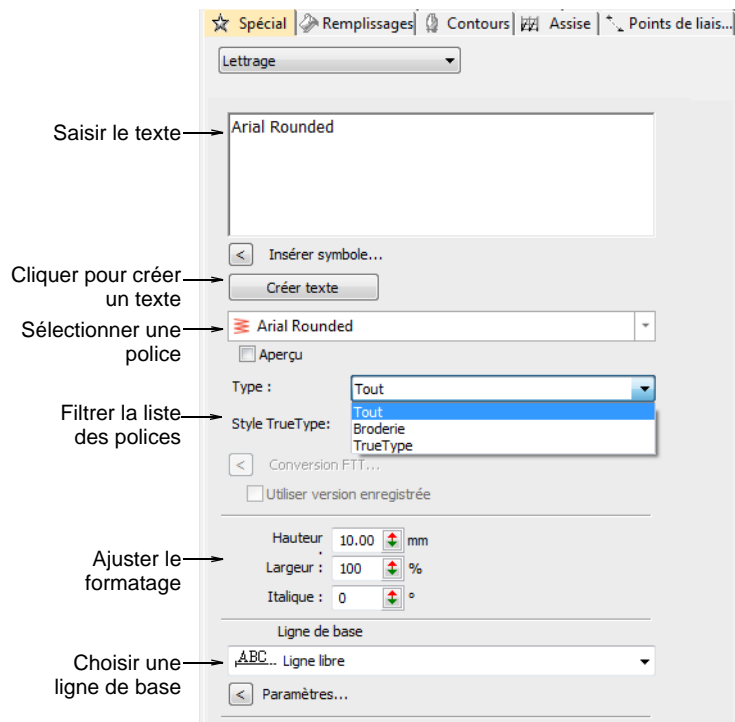 Spécial Remplissages Contours Assise Points de liais...
Lettrage
Saisir le texte
Arial Rounded
< Insérer symbole...
Cliquer pour créer
un texte
Créer texte
Sélectionner une
police
Arial Rounded
Aperçu
Type : Tout
Filtrer la liste
des polices
Style TrueType:
Tout
Broderie
TrueType
< Conversion FTT...
Utiliser version enregistrée
Ajuster le
formatage
Hauteur : 10.00 mm
Largeur : 100 %
Italique : 0 °
Ligne de base
Choisir une
ligne de base
ABC... Ligne libre
< Paramètres...